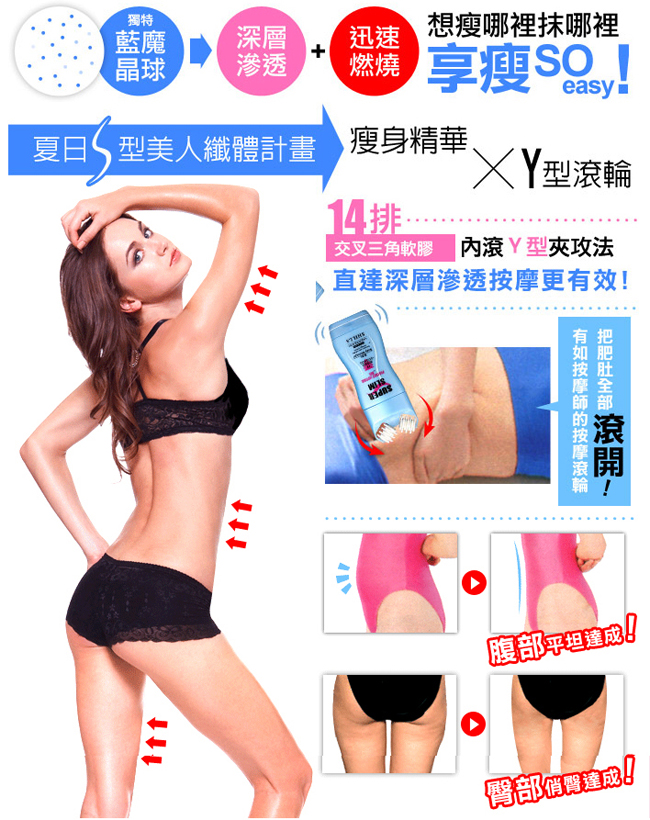 獨特
藍魔
晶球
深層
滲透
+
迅速
燃燒
想瘦哪裡抹哪裡
享瘦SO
easy!
夏日S型美人纖體計畫
瘦身精華
×Y型滾輪
14排
交叉三角軟膠
內滾Y型夾攻法
直達深層滲透按摩更有效!
SUPER
SLIM
把肥肚全部滾開!
有如按摩師的按摩滾輪
腹部平坦達成!
臀部俏臀達成!